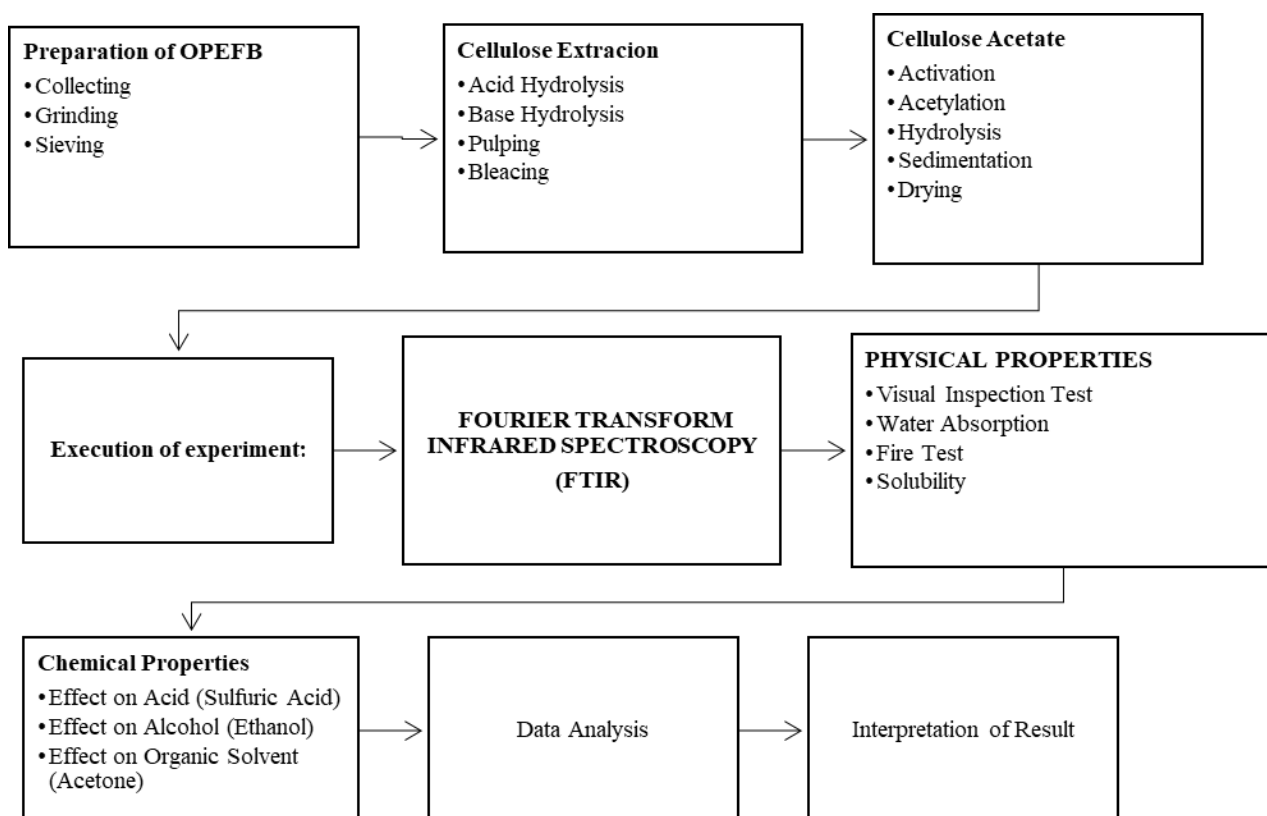 Preparation of OPEFB
• Collecting
• Grinding
• Sieving
Cellulose Extracion
• Acid Hydrolysis
• Base Hydrolysis
• Pulping
• Bleacing
Cellulose Acetate
• Activation
• Acetylation
• Hydrolysis
• Sedimentation
• Drying
Execution of experiment:
FOURIER TRANSFORM
INFRARED SPECTROSCOPY
(FTIR)
PHYSICAL PROPERTIES
• Visual Inspection Test
• Water Absorption
• Fire Test
• Solubility
Chemical Properties
• Effect on Acid (Sulfuric Acid)
• Effect on Alcohol (Ethanol)
• Effect on Organic Solvent
(Acetone)
Data Analysis
Interpretation of Result